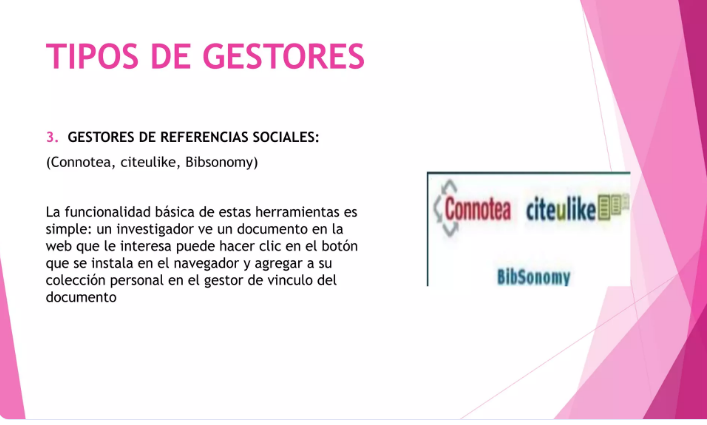 TIPOS DE GESTORES
3. GESTORES DE REFERENCIAS SOCIALES:
(Connotea, citeulike, Bibsonomy)
La funcionalidad básica de estas herramientas es
simple: un investigador ve un documento en la
web que le interesa puede hacer clic en el botón
que se instala en el navegador y agregar a su
colección personal en el gestor de vinculo del
documento
Connotea citeulike
BibSonomy